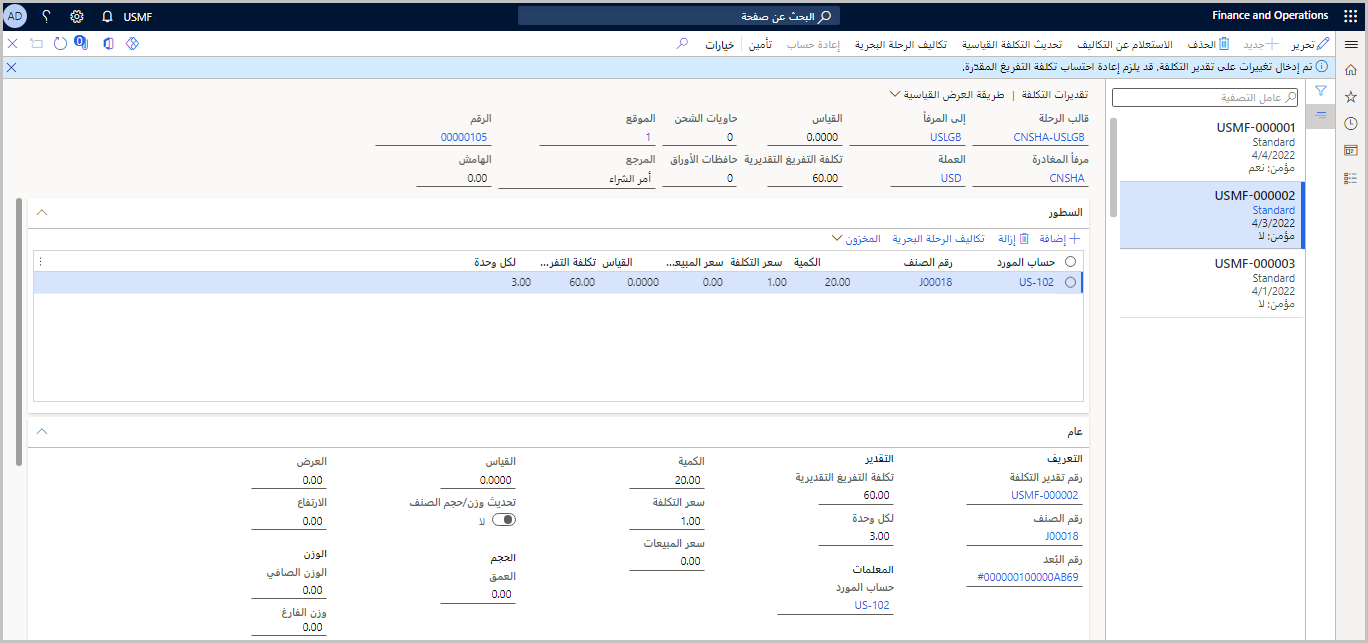 Finance and Operations
البحث عن صفحة
USMF
AD
تحرير
جديد
الحذف
الاستعلام عن التكاليف
تحديث التكلفة القياسية
تكاليف الرحلة البحرية
إعادة حساب
تأمين
خيارات
0
تم إدخال تغييرات على تقدير التكلفة. قد يلزم إعادة احتساب تكلفة التفريغ المقدرة.
عامل التصفية
USMF-000001
Standard
4/4/2022
مؤمن: نعم
USMF-000002
Standard
4/3/2022
مؤمن: لا
USMF-000003
Standard
4/1/2022
مؤمن: لا
تقديرات التكلفة | طريقة العرض القياسية
قالب الرحلة إلى المرفأ القياس حاويات الشحن الموقع الرقم
CNSHA-USLGB USLGB 0.0000 0 1 00000105
مرفأ المغادرة العملة تكلفة التفريغ التقديرية حافظات الأوراق المرجع الهامش
CNSHA USD 60.00 0 أمر الشراء 0.00
السطور
إضافة إزالة تكاليف الرحلة البحرية المخزون
حساب المورد رقم الصنف الكمية سعر التكلفة سعر المبيع... القياس تكلفة التفر... لكل وحدة
US-102 J00018 20.00 1.00 0.00 0.0000 60.00 3.00
عام
التعريف
رقم تقدير التكلفة
USMF-000002
رقم الصنف
J00018
رقم البُعد
#000000100000AB69
التقدير
تكلفة التفريغ التقديرية
60.00
لكل وحدة
3.00
المعلمات
حساب المورد
US-102
الكمية
20.00
سعر التكلفة
1.00
سعر المبيعات
0.00
القياس
0.0000
تحديث وزن/حجم الصنف
لا
الحجم
العمق
0.00
العرض
0.00
الارتفاع
0.00
الوزن
الوزن الصافي
0.00
وزن الفارغ
0.00